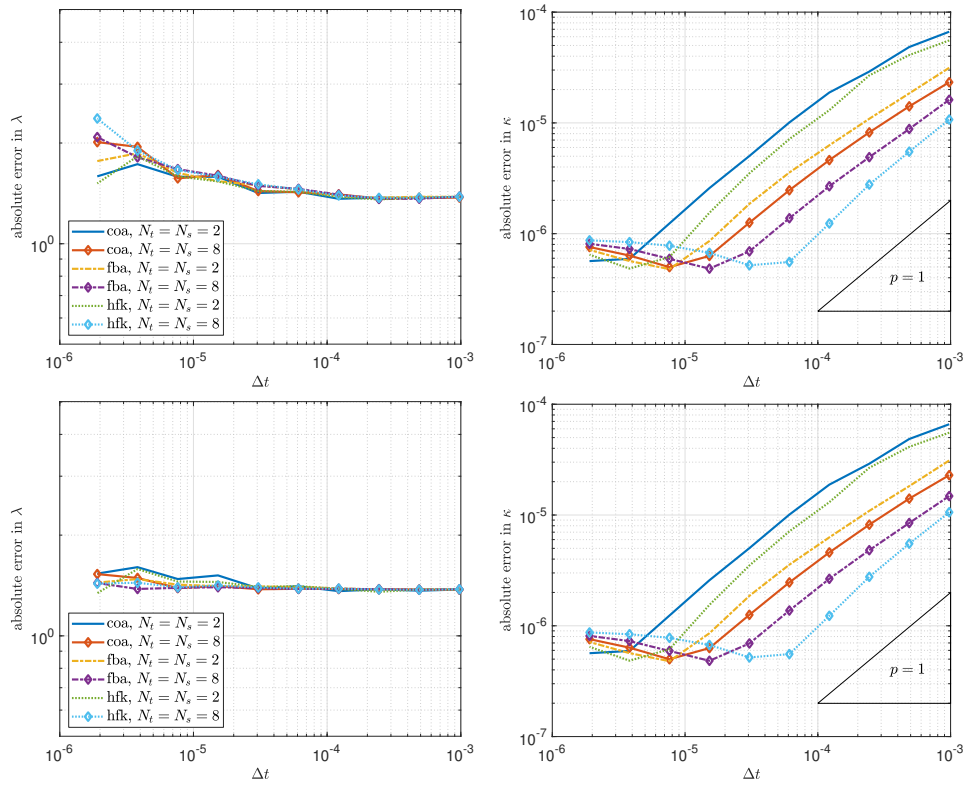 absolute error in λ
10^0
coa, N_t = N_s = 2
coa, N_t = N_s = 8
fba, N_t = N_s = 2
fba, N_t = N_s = 8
hfk, N_t = N_s = 2
hfk, N_t = N_s = 8
10^-6 10^-5 10^-4 10^-3
Δt
absolute error in κ
10^-4
10^-5
10^-6
10^-7
p = 1
10^-6 10^-5 10^-4 10^-3
Δt
absolute error in λ
10^0
coa, N_t = N_s = 2
coa, N_t = N_s = 8
fba, N_t = N_s = 2
fba, N_t = N_s = 8
hfk, N_t = N_s = 2
hfk, N_t = N_s = 8
10^-6 10^-5 10^-4 10^-3
Δt
absolute error in κ
10^-4
10^-5
10^-6
10^-7
p = 1
10^-6 10^-5 10^-4 10^-3
Δt